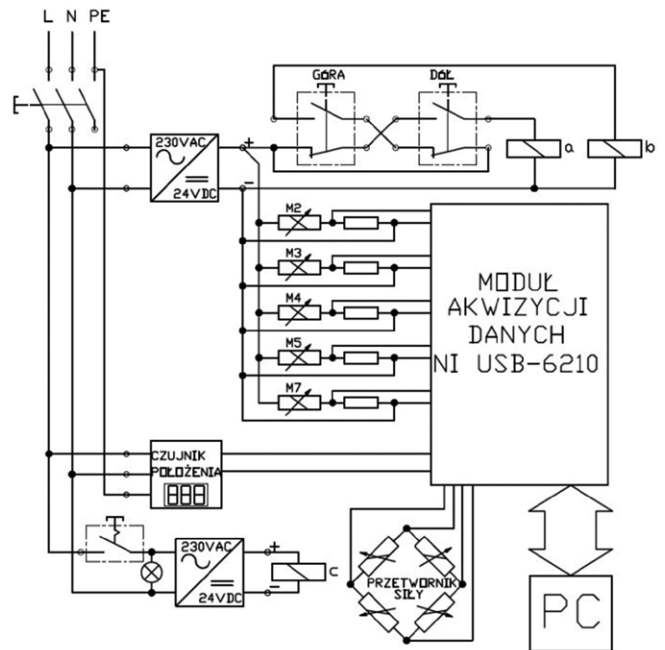 L N PE
GÓRA
DÓŁ
230VAC
24VDC
+
-
a
b
M2
M3
M4
M5
M7
MODUŁ
AKWIZYCJI
DANYCH
NI USB-6210
CZUJNIK
POŁOŻENIA
888
230VAC
24VDC
+
-
c
PRZETWORNIK
SIŁY
PC